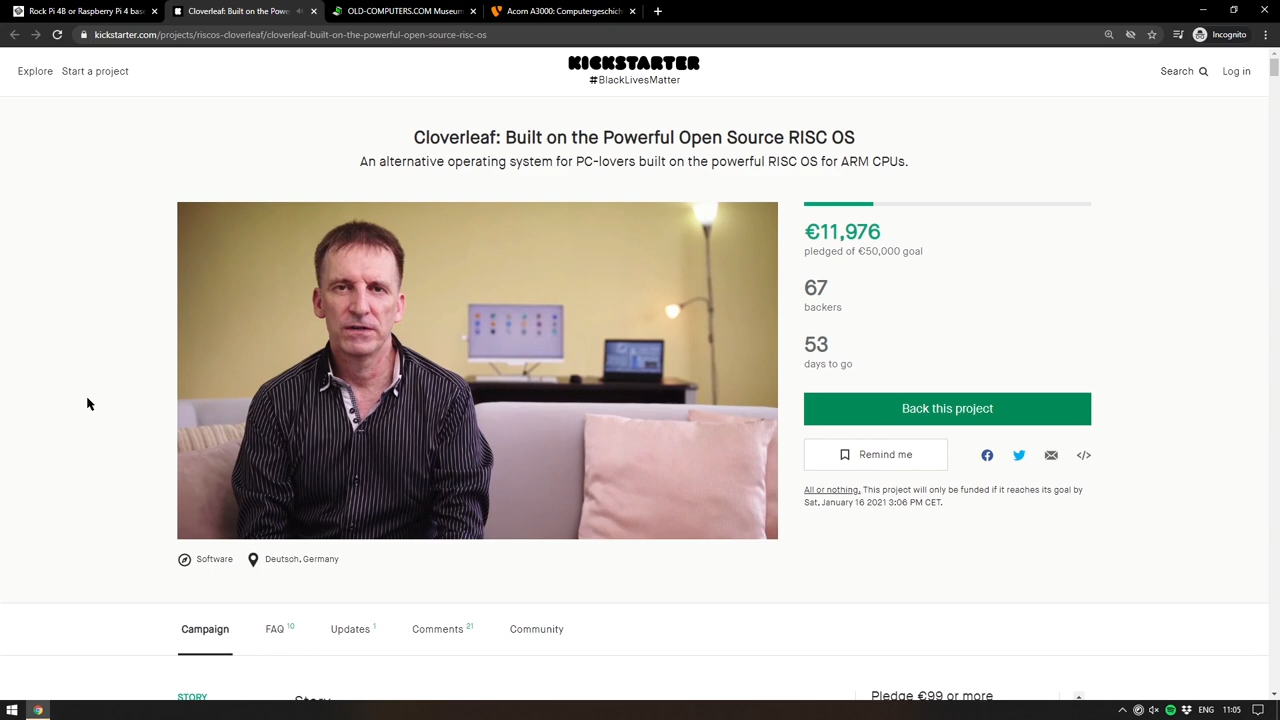 Rock Pi 4B or Raspberry Pi 4 base
Cloverleaf: Built on the Powe
OLD-COMPUTERS.COM Museum
Acorn A3000: Computergeschich
kickstarter.com/projects/riscos-cloverleaf/cloverleaf-built-on-the-powerful-open-source-risc-os
Incognito
Explore Start a project
KICKSTARTER
#BlackLivesMatter
Search
Log in
Cloverleaf: Built on the Powerful Open Source RISC OS
An alternative operating system for PC-lovers built on the powerful RISC OS for ARM CPUs.
€11,976
pledged of €50,000 goal
67
backers
53
days to go
Back this project
Remind me
</>
All or nothing. This project will only be funded if it reaches its goal by
Sat, January 16 2021 3:06 PM CET.
Software
Deutsch, Germany
Campaign
FAQ 10
Updates 1
Comments 21
Community
STORY
Story
Pledge €99 or more
ENG
11:05